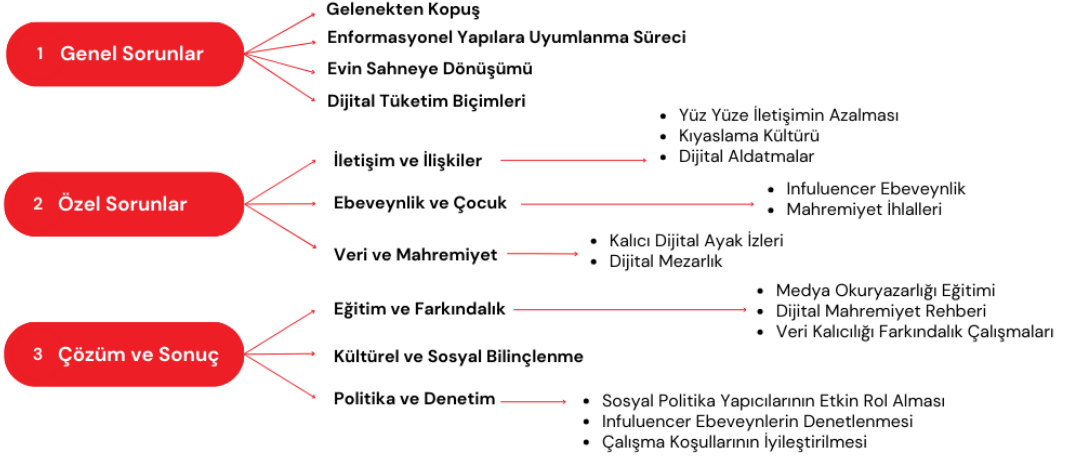 1 Genel Sorunlar
Gelenekten Kopuş
Enformasyonel Yapılara Uyumlanma Süreci
Evin Sahneye Dönüşümü
Dijital Tüketim Biçimleri
2 Özel Sorunlar
İletişim ve İlişkiler
• Yüz Yüze İletişimin Azalması
• Kıyaslama Kültürü
• Dijital Aldatmalar
Ebeveynlik ve Çocuk
• Infuluencer Ebeveynlik
• Mahremiyet İhlalleri
Veri ve Mahremiyet
• Kalıcı Dijital Ayak İzleri
• Dijital Mezarlık
3 Çözüm ve Sonuç
Eğitim ve Farkındalık
• Medya Okuryazarlığı Eğitimi
• Dijital Mahremiyet Rehberi
• Veri Kalıcılığı Farkındalık Çalışmaları
Kültürel ve Sosyal Bilinçlenme
Politika ve Denetim
• Sosyal Politika Yapıcılarının Etkin Rol Alması
• Infuluencer Ebeveynlerin Denetlenmesi
• Çalışma Koşullarının İyileştirilmesi